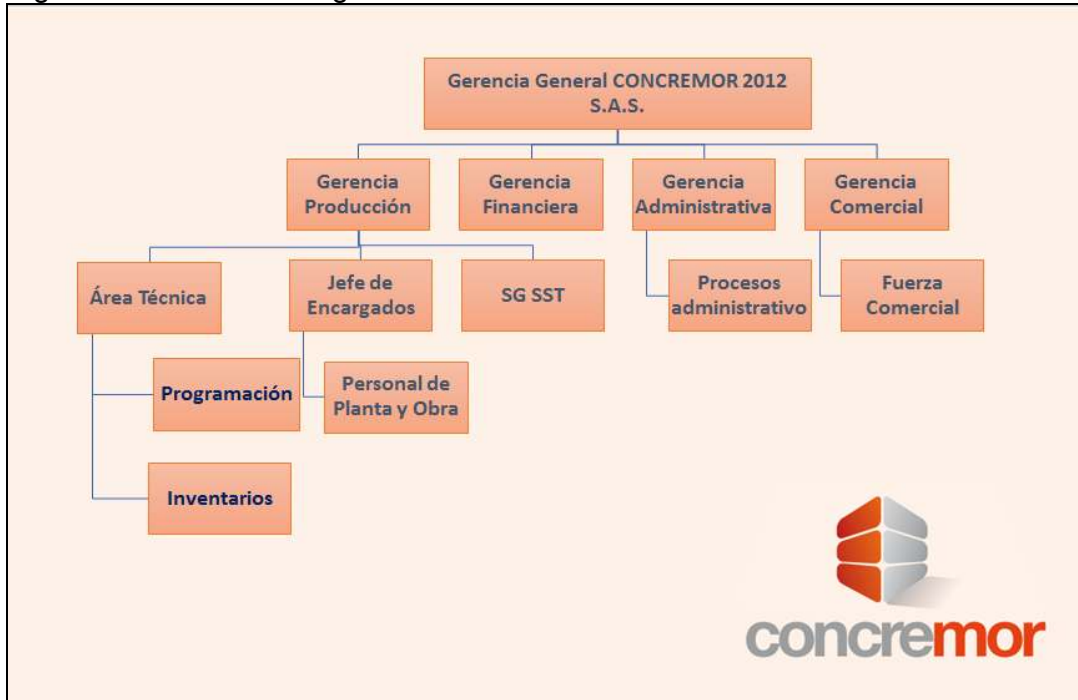 Gerencia General CONCREMOR 2012
S.A.S.
Gerencia
Producción
Gerencia
Financiera
Gerencia
Administrativa
Gerencia
Comercial
Área Técnica
Jefe de
Encargados
SG SST
Procesos
administrativo
Fuerza
Comercial
Programación
Personal de
Planta y Obra
Inventarios
concremor